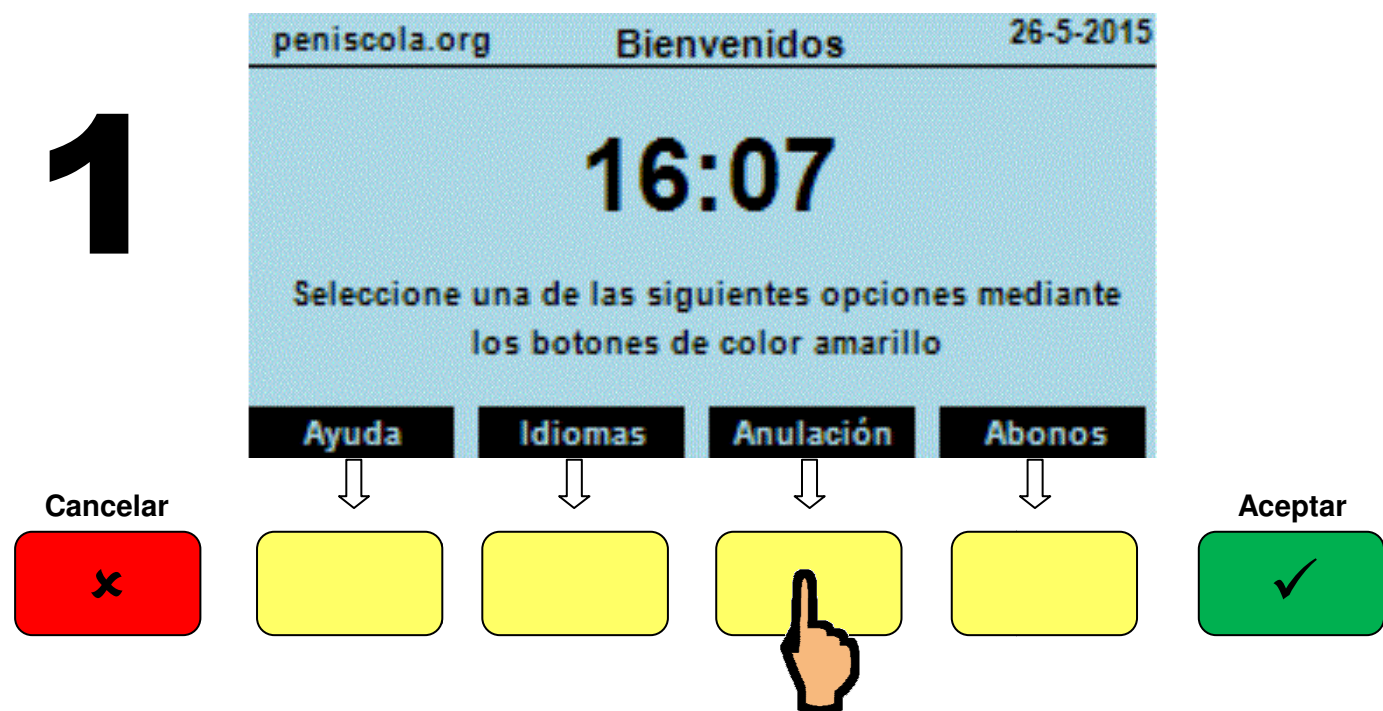 peniscola.org Bienvenidos 26-5-2015
1
16:07
Seleccione una de las siguientes opciones mediante
los botones de color amarillo
Ayuda Idiomas Anulación Abonos
Cancelar Aceptar